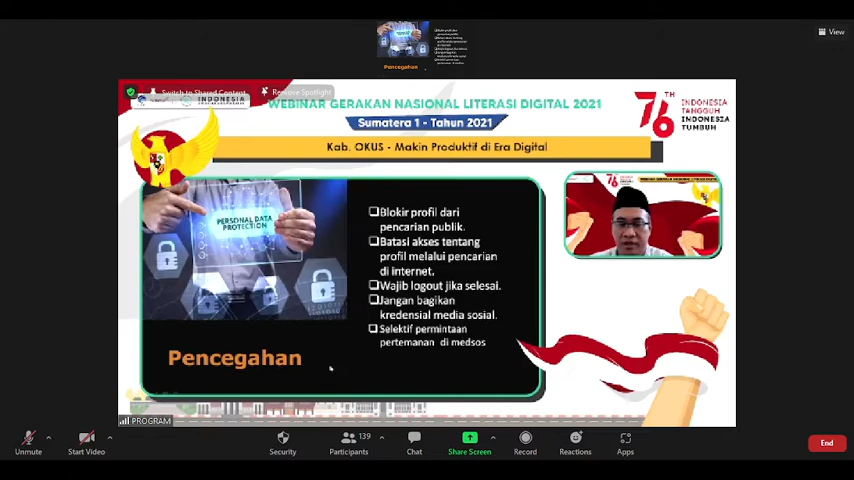 View
Pencegahan
Switch to Shared Content
Remove Spotlight
INDONESIA
WEBINAR GERAKAN NASIONAL LITERASI DIGITAL 2021
Sumatera 1 - Tahun 2021
76TH
INDONESIA
TANGGUH
INDONESIA
TUMBUH
Kab. OKUS - Makin Produktif di Era Digital
PERSONAL DATA
PROTECTION
❑Blokir profil dari
pencarian publik.
❑Batasi akses tentang
profil melalui pencarian
di internet.
❑Wajib logout jika selesai.
❑Jangan bagikan
kredensial media sosial.
❑Selektif permintaan
pertemanan di medsos
Pencegahan
PROGRAM
Unmute
Start Video
Security
Participants
139
Chat
Share Screen
Record
Reactions
Apps
End